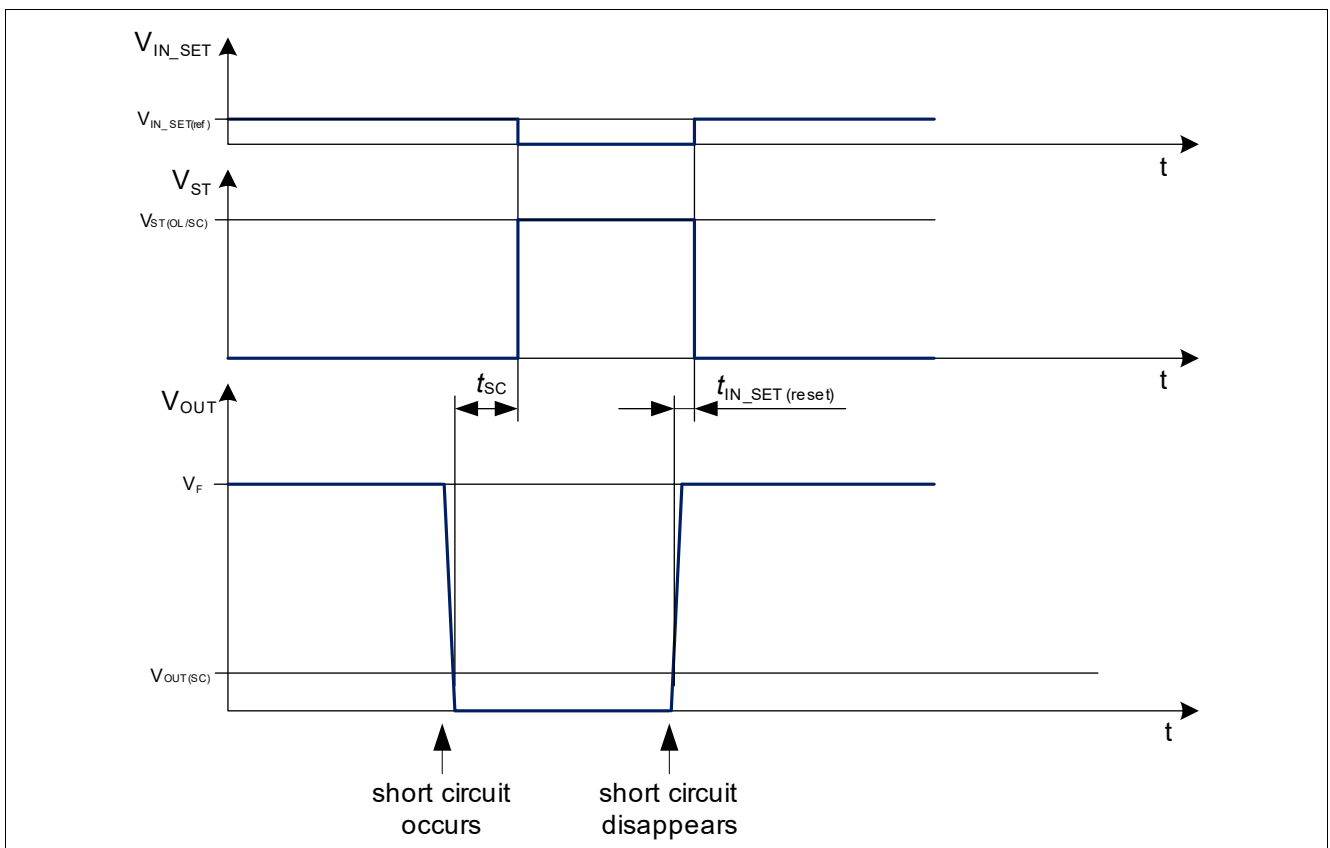 V_IN_SET
V_IN_SET(ref)
t
V_ST
V_ST(OL/SC)
t
t_SC
t_IN_SET(reset)
V_OUT
V_F
V_OUT(SC)
t
short circuit
occurs
short circuit
disappears